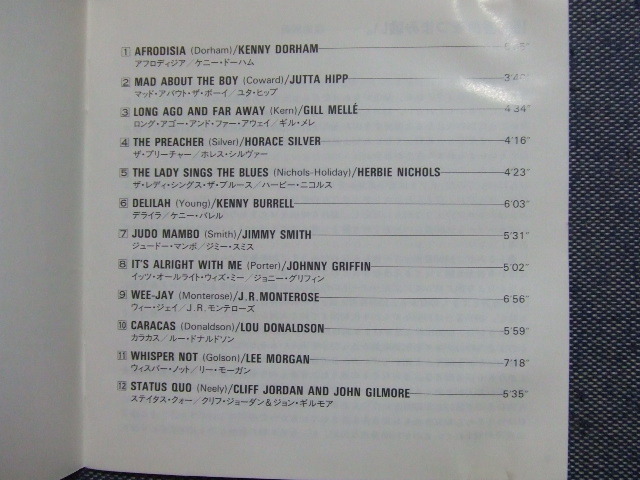 1 AFRODISIA (Dorham)/KENNY DORHAM
アフロディジア/ケニー・ドーハム
2 MAD ABOUT THE BOY (Coward)/JUTTA HIPP
マッド・アバウト・ザ・ボーイ/ユタ・ヒップ
3 LONG AGO AND FAR AWAY (Kern)/GILL MELLÉ 4'34"
ロング・アゴー・アンド・ファー・アウェイ/ギル・メレ
4 THE PREACHER (Silver)/HORACE SILVER 4'16"
ザ・プリーチャー/ホレス・シルヴァー
5 THE LADY SINGS THE BLUES (Nichols-Holiday)/HERBIE NICHOLS 4'23"
ザ・レディ・シングス・ザ・ブルース/ハービー・ニコルス
6 DELILAH (Young)/KENNY BURRELL 6'03"
デライラ/ケニー・バレル
7 JUDO MAMBO (Smith)/JIMMY SMITH 5'31"
ジュードー・マンボ/ジミー・スミス
8 IT'S ALRIGHT WITH ME (Porter)/JOHNNY GRIFFIN 5'02"
イッツ・オールライト・ウィズ・ミー/ジョニー・グリフィン
9 WEE-JAY (Monterose)/J.R.MONTEROSE 6'56"
ウィー・ジェイ/J.R.モンテローズ
10 CARACAS (Donaldson)/LOU DONALDSON 5'59"
カラカス/ルー・ドナルドソン
11 WHISPER NOT (Golson)/LEE MORGAN 7'18"
ウィスパー・ノット/リー・モーガン
12 STATUS QUO (Neely)/CLIFF JORDAN AND JOHN GILMORE 5'35"
ステイタス・クォー/クリフ・ジョーダン&ジョン・ギルモア